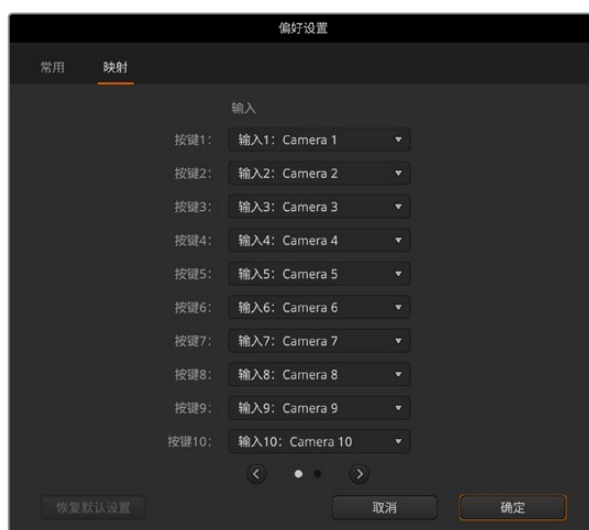 偏好设置
常用 映射
输入
按键1： 输入1：Camera 1
按键2： 输入2：Camera 2
按键3： 输入3：Camera 3
按键4： 输入4：Camera 4
按键5： 输入5：Camera 5
按键6： 输入6：Camera 6
按键7： 输入7：Camera 7
按键8： 输入8：Camera 8
按键9： 输入9：Camera 9
按键10： 输入10：Camera 10
恢复默认设置 取消 确定